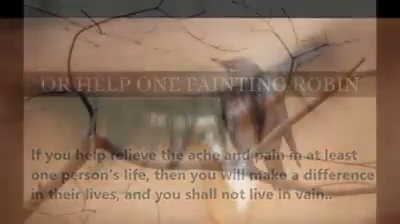 OR HELP ONE PAINTING ROBIN
If you help relieve the ache and pain in at least
one person's life, then you will make a difference
in their lives, and you shall not live in vain..